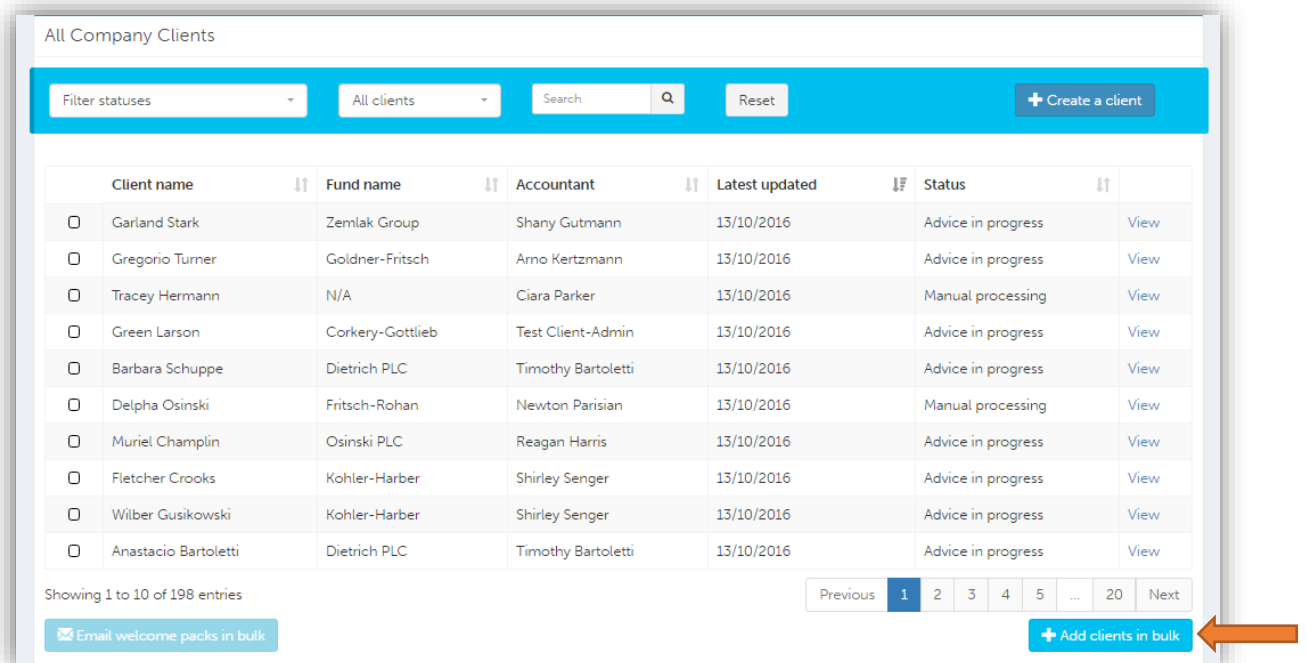 All Company Clients
Filter statuses All clients Search Reset + Create a client
Client name Fund name Accountant Latest updated Status
Garland Stark Zemlak Group Shany Gutmann 13/10/2016 Advice in progress View
Gregorio Turner Goldner-Fritsch Arno Kertzmann 13/10/2016 Advice in progress View
Tracey Hermann N/A Ciara Parker 13/10/2016 Manual processing View
Green Larson Corkery-Gottlieb Test Client-Admin 13/10/2016 Advice in progress View
Barbara Schuppe Dietrich PLC Timothy Bartoletti 13/10/2016 Advice in progress View
Delpha Osinski Fritsch-Rohan Newton Parisian 13/10/2016 Manual processing View
Muriel Champlin Osinski PLC Reagan Harris 13/10/2016 Advice in progress View
Fletcher Crooks Kohler-Harber Shirley Senger 13/10/2016 Advice in progress View
Wilber Gusikowski Kohler-Harber Shirley Senger 13/10/2016 Advice in progress View
Anastacio Bartoletti Dietrich PLC Timothy Bartoletti 13/10/2016 Advice in progress View
Showing 1 to 10 of 198 entries Previous 1 2 3 4 5 ... 20 Next
Email welcome packs in bulk + Add clients in bulk